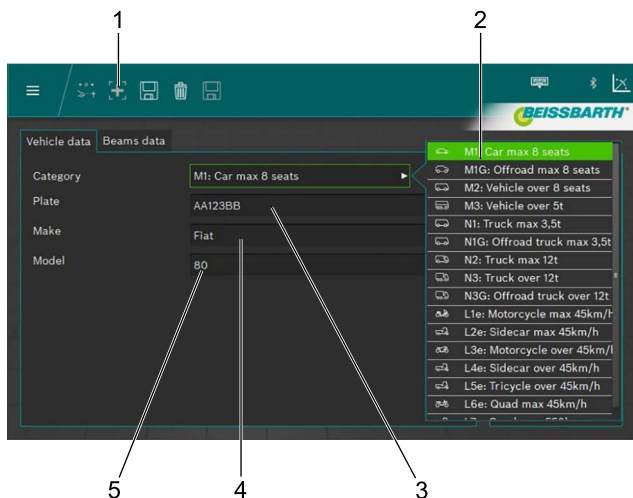 1
2
BEISSBARTH
Vehicle data
Beams data
Category
M1: Car max 8 seats
Plate
AA123BB
Make
Fiat
Model
80
M1: Car max 8 seats
M1G: Offroad max 8 seats
M2: Vehicle over 8 seats
M3: Vehicle over 5t
N1: Truck max 3,5t
N1G: Offroad truck max 3,5t
N2: Truck max 12t
N3: Truck over 12t
N3G: Offroad truck over 12t
L1e: Motorcycle max 45km/h
L2e: Sidecar max 45km/h
L3e: Motorcycle over 45km/
L4e: Sidecar over 45km/h
L5e: Tricycle over 45km/h
L6e: Quad max 45km/h
5
4
3